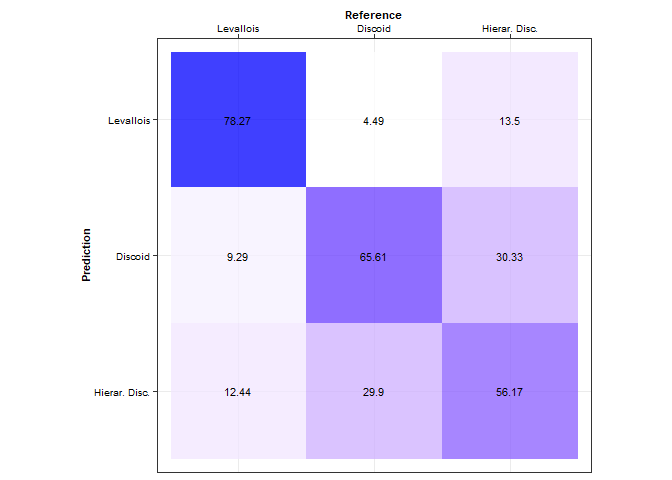 Reference
Levallois Discoid Hierar. Disc.
Levallois 78.27 4.49 13.5
Discoid 9.29 65.61 30.33
Hierar. Disc. 12.44 29.9 56.17
Prediction